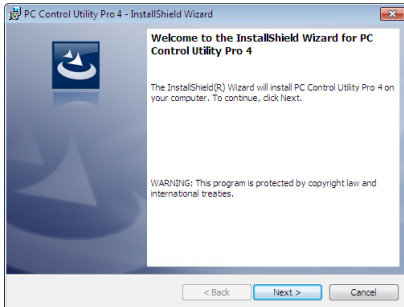 PC Control Utility Pro 4 - InstallShield Wizard
Welcome to the InstallShield Wizard for PC
Control Utility Pro 4
The InstallShield(R) Wizard will install PC Control Utility Pro 4 on
your computer. To continue, click Next.
WARNING: This program is protected by copyright law and
international treaties.
< Back
Next >
Cancel